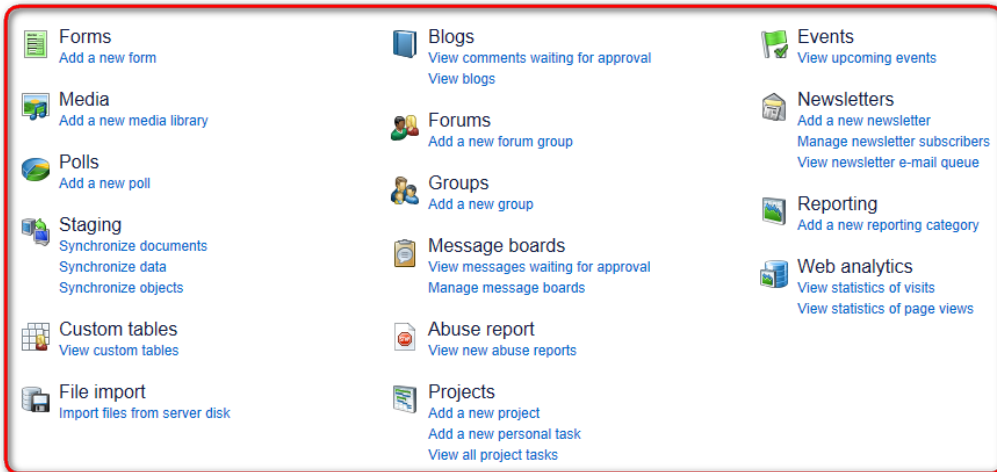 Forms
Add a new form
Media
Add a new media library
Polls
Add a new poll
Staging
Synchronize documents
Synchronize data
Synchronize objects
Custom tables
View custom tables
File import
Import files from server disk
Blogs
View comments waiting for approval
View blogs
Forums
Add a new forum group
Groups
Add a new group
Message boards
View messages waiting for approval
Manage message boards
Abuse report
View new abuse reports
Projects
Add a new project
Add a new personal task
View all project tasks
Events
View upcoming events
Newsletters
Add a new newsletter
Manage newsletter subscribers
View newsletter e-mail queue
Reporting
Add a new reporting category
Web analytics
View statistics of visits
View statistics of page views